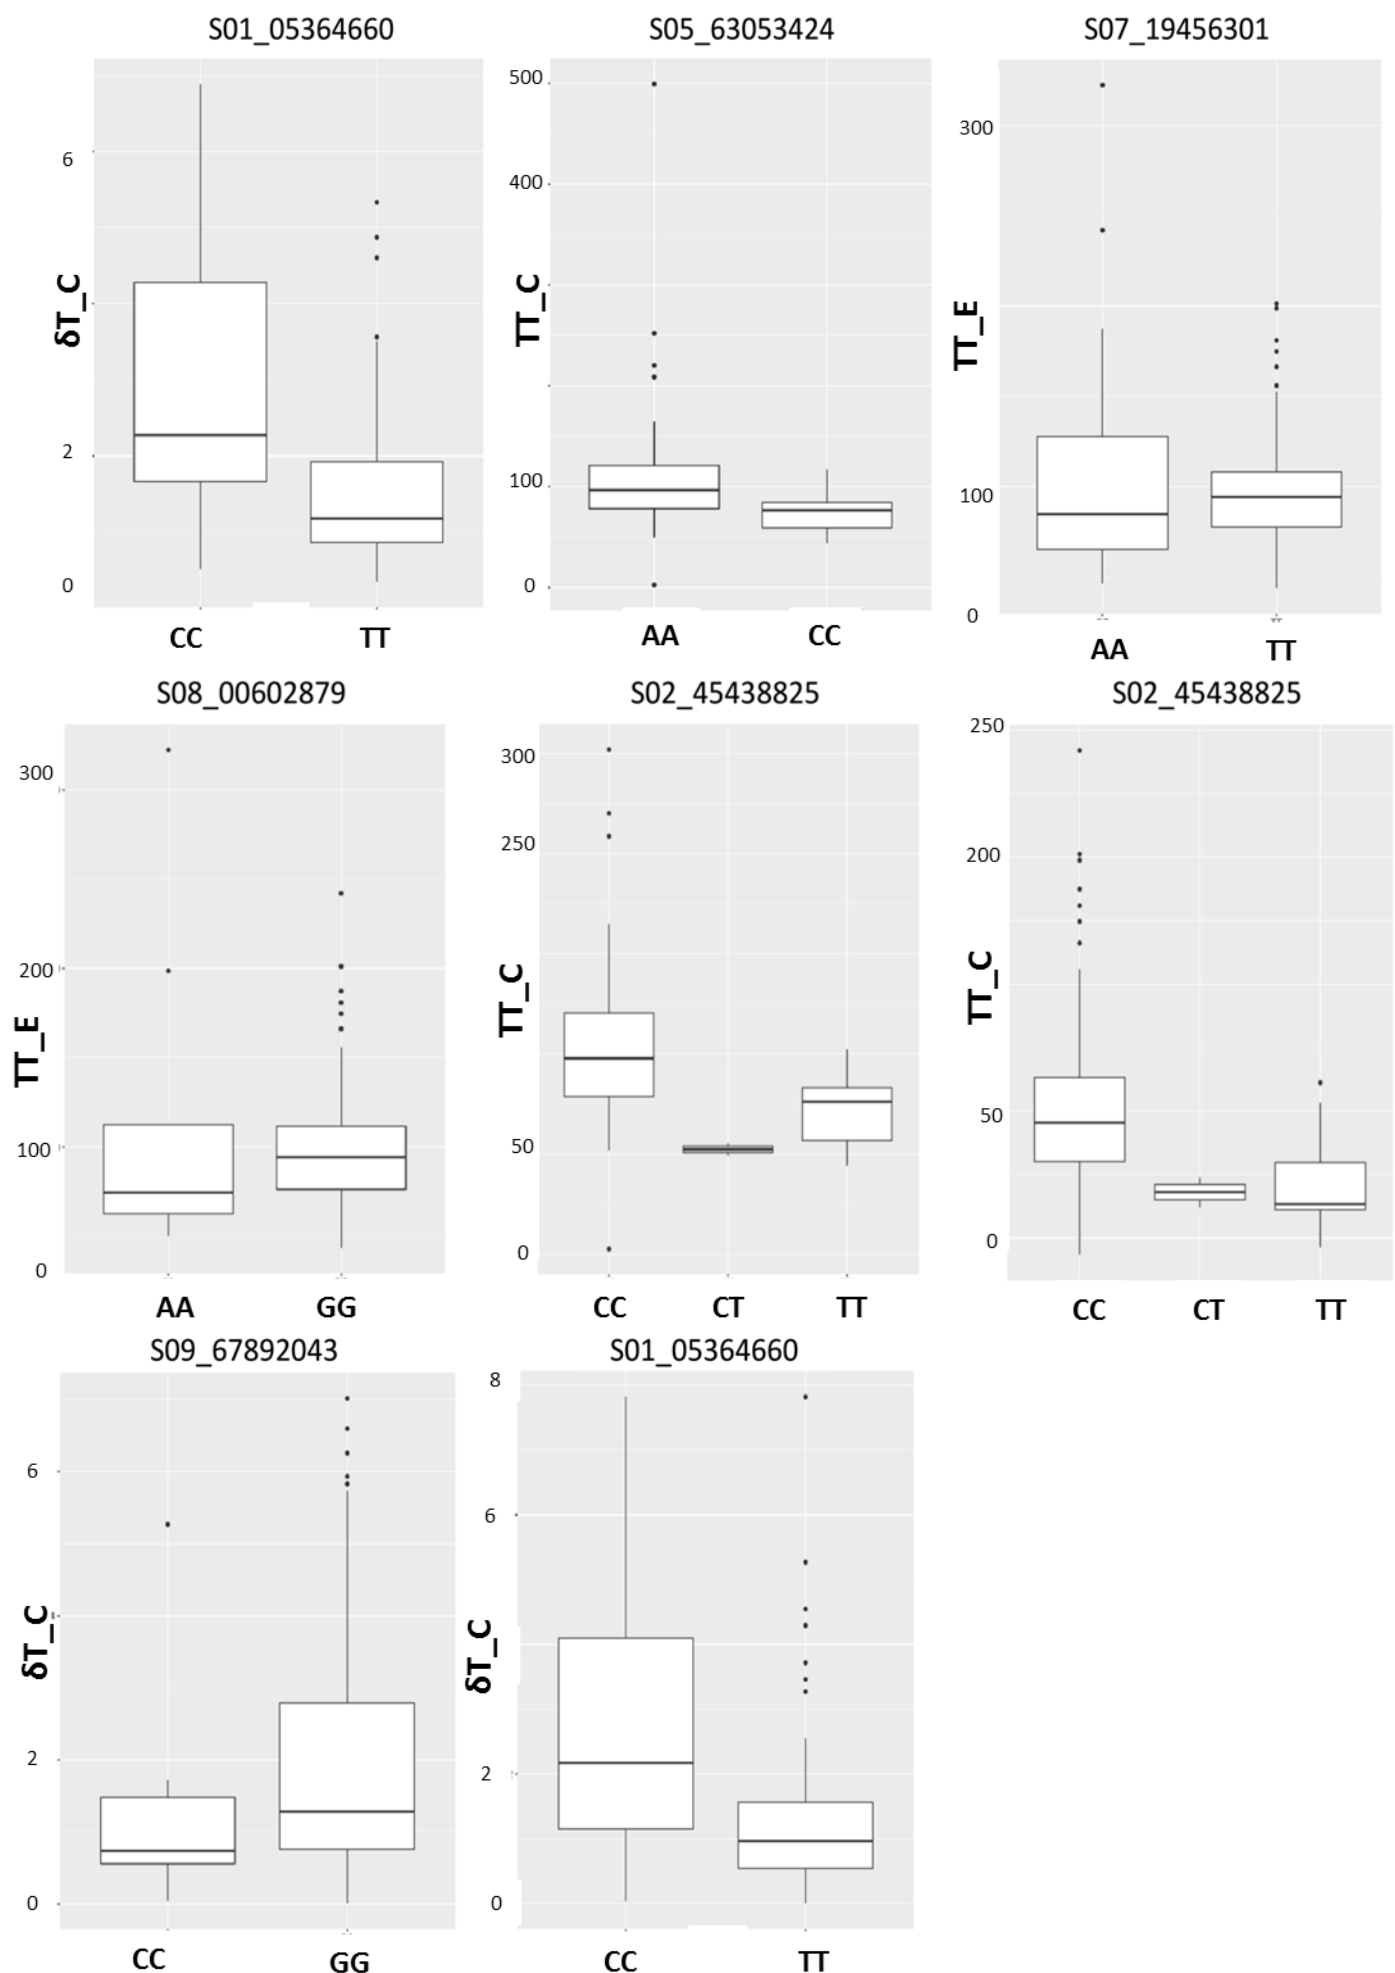 S01_05364660
S05_63053424
S07_19456301
δT_C
6
2
0
CC
TT
TT_C
500
400
100
0
AA
CC
TT_E
300
100
0
AA
TT
S08_00602879
S02_45438825
S02_45438825
TT_E
300
200
100
0
AA
GG
TT_C
300
250
50
0
CC
CT
TT
TT_C
250
200
50
0
CC
CT
TT
S09_67892043
S01_05364660
δT_C
6
2
0
CC
GG
δT_C
8
6
2
0
CC
TT